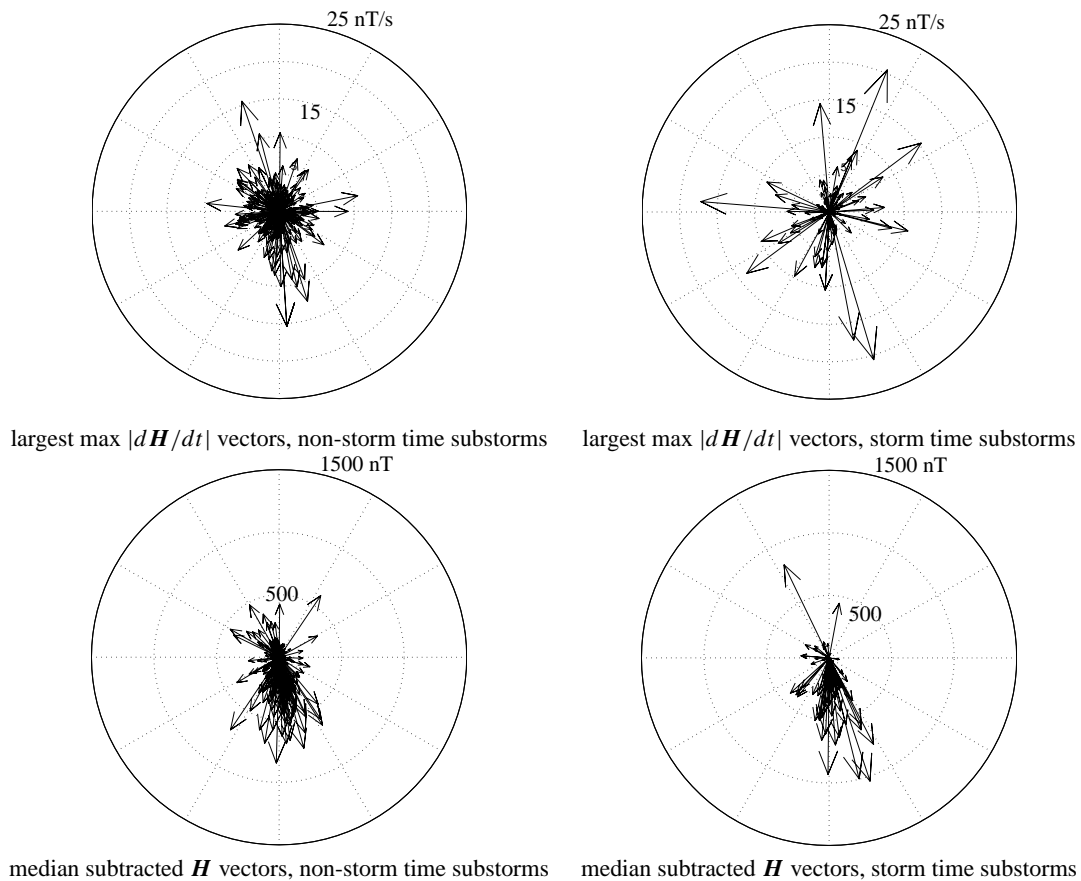 25 nT/s
25 nT/s
15
15
largest max |dH/dt| vectors, non-storm time substorms
largest max |dH/dt| vectors, storm time substorms
1500 nT
1500 nT
500
500
median subtracted H vectors, non-storm time substorms
median subtracted H vectors, storm time substorms